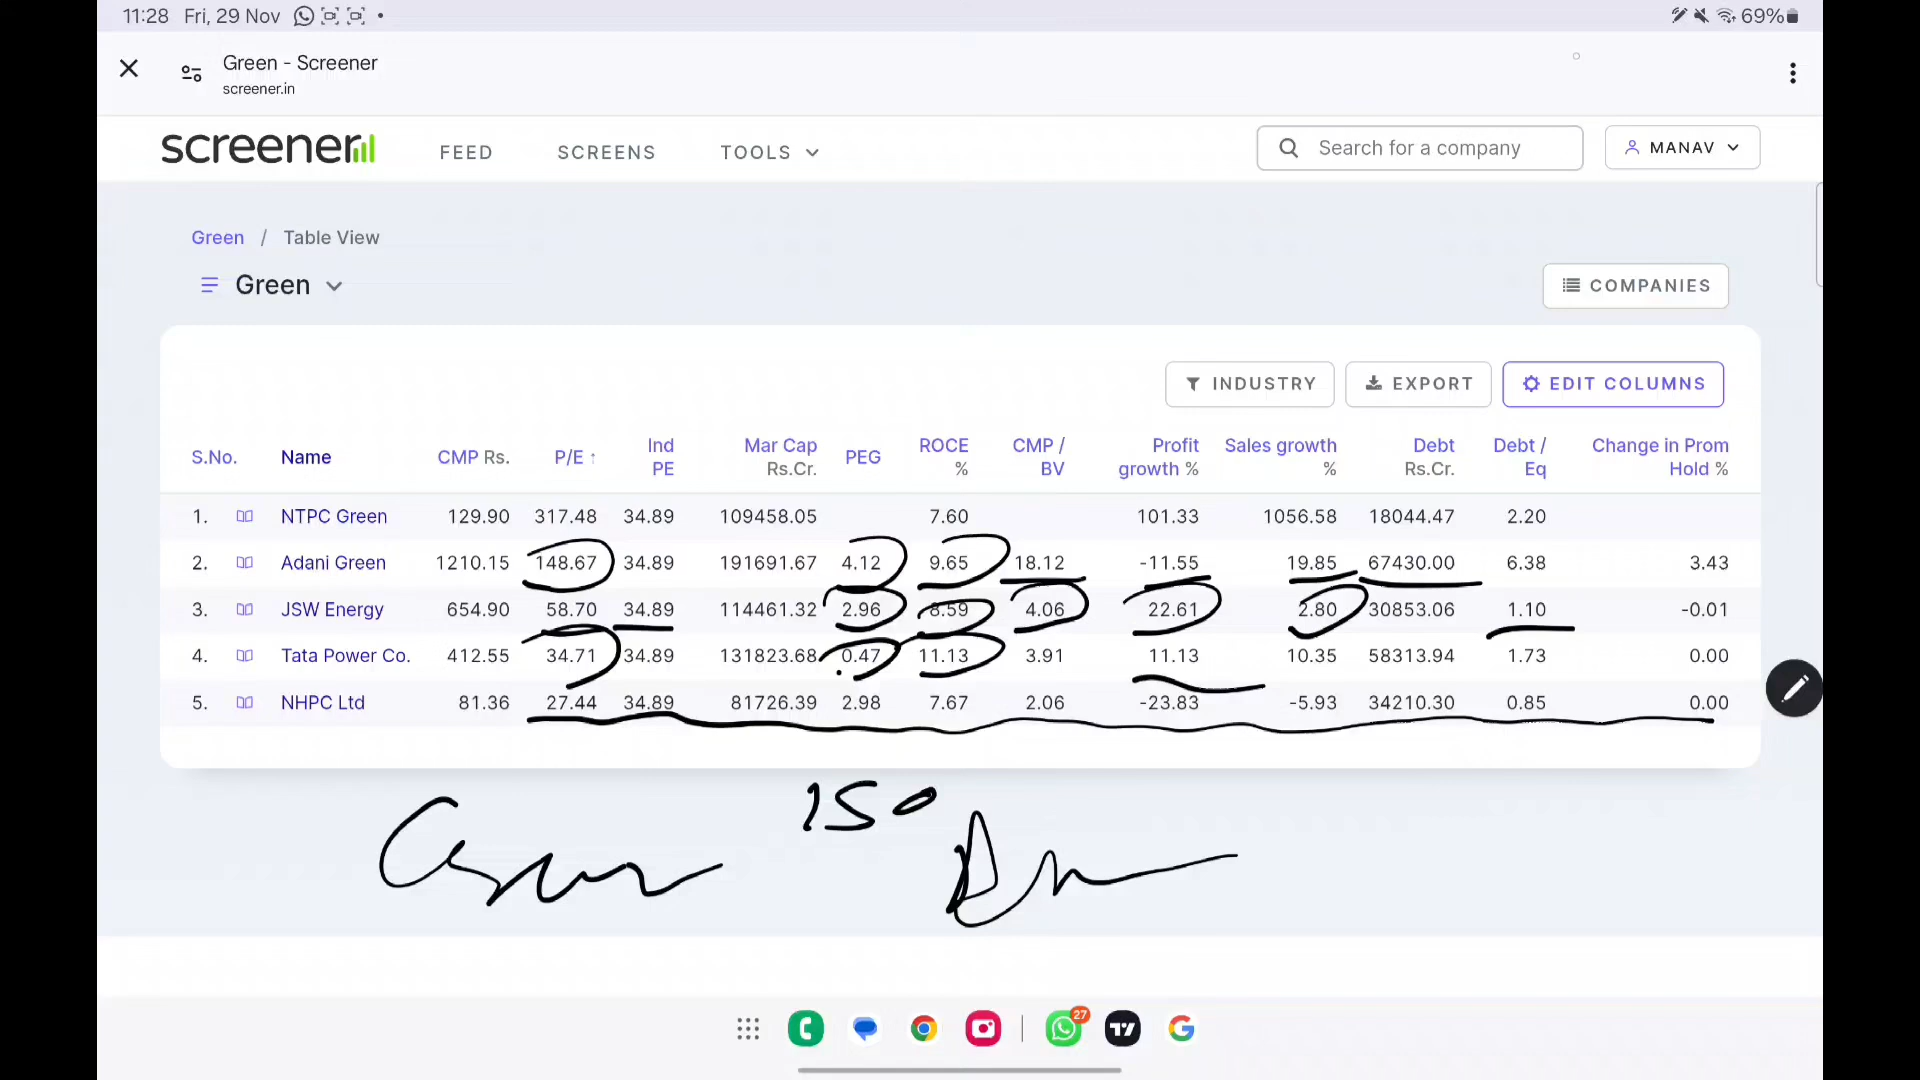 11:28 Fri, 29 Nov 69%
Green - Screener
screener.in
screener FEED SCREENS TOOLS Search for a company MANAV
Green / Table View
Green COMPANIES
INDUSTRY EXPORT EDIT COLUMNS
S.No. Name CMP Rs. P/E ↑ Ind PE Mar Cap Rs.Cr. PEG ROCE % CMP / BV Profit growth % Sales growth % Debt Rs.Cr. Debt / Eq Change in Prom Hold %
1. NTPC Green 129.90 317.48 34.89 109458.05 7.60 101.33 1056.58 18044.47 2.20
2. Adani Green 1210.15 148.67 34.89 191691.67 4.12 9.65 18.12 -11.55 19.85 67430.00 6.38 3.43
3. JSW Energy 654.90 58.70 34.89 114461.32 2.96 8.59 4.06 22.61 2.80 30853.06 1.10 -0.01
4. Tata Power Co. 412.55 34.71 34.89 131823.68 0.47 11.13 3.91 11.13 10.35 58313.94 1.73 0.00
5. NHPC Ltd 81.36 27.44 34.89 81726.39 2.98 7.67 2.06 -23.83 -5.93 34210.30 0.85 0.00
150
27